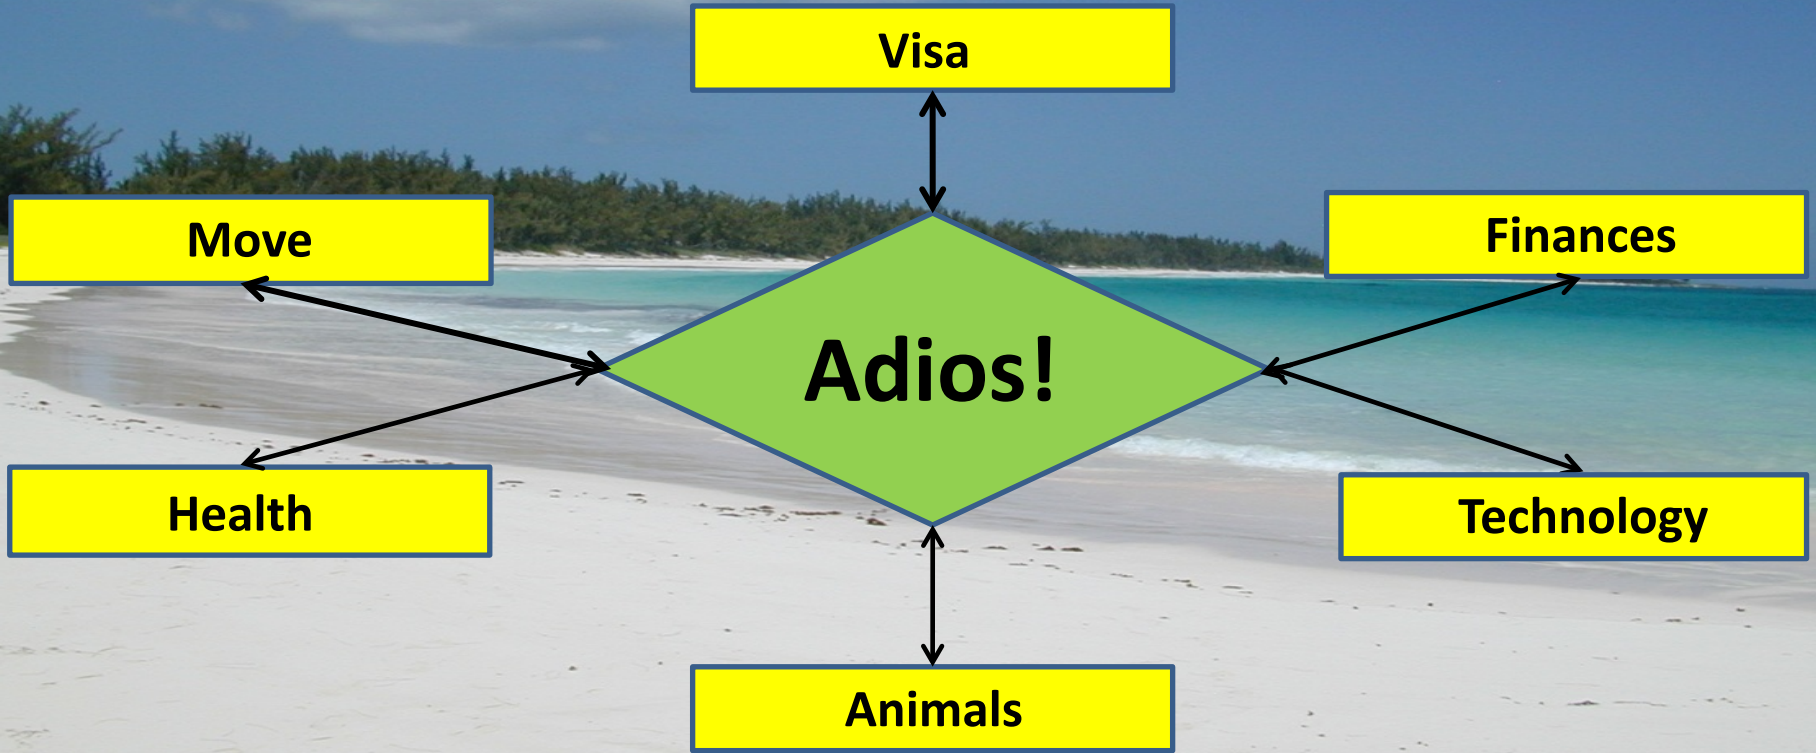 Visa
Move
Finances
Adios!
Health
Technology
Animals